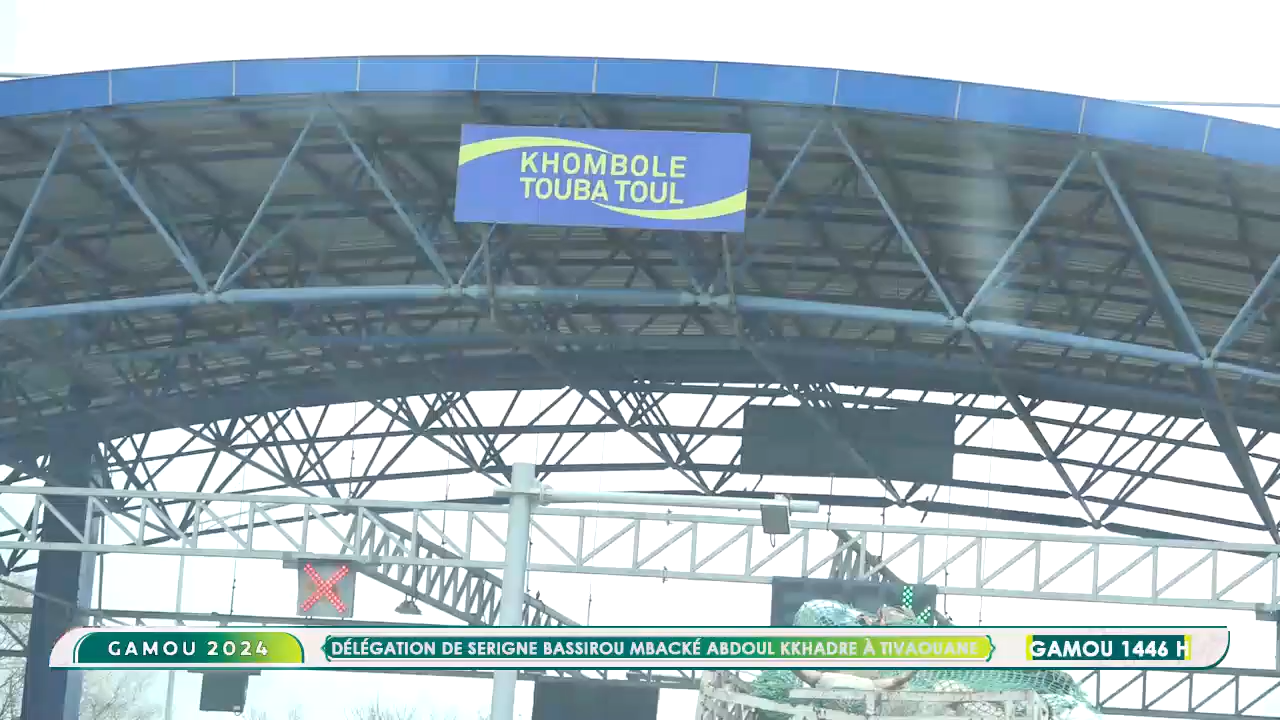 KHOMBOLE
TOUBA TOUL
GAMOU 2024
DÉLÉGATION DE SERIGNE BASSIROU MBACKÉ ABDOUL KKHADRE À TIVAOUANE
GAMOU 1446 H